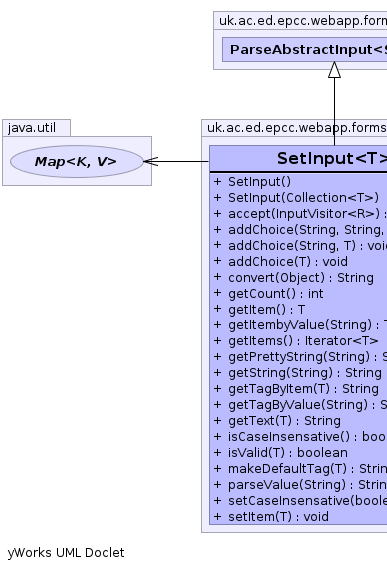 uk.ac.ed.epcc.webapp.forn
ParseAbstractInput<S
java.util
Map<K, V>
uk.ac.ed.epcc.webapp.forms
SetInput<T>
+ SetInput()
+ SetInput(Collection<T>)
+ accept(InputVisitor<R>) :
+ addChoice(String, String,
+ addChoice(String, T) : void
+ addChoice(T) : void
+ convert(Object) : String
+ getCount() : int
+ getItem() : T
+ getItembyValue(String) : T
+ getItems() : Iterator<T>
+ getPrettyString(String) : S
+ getString(String) : String
+ getTagByItem(T) : String
+ getTagByValue(String) : S
+ getText(T) : String
+ isCaseInsensative() : boo
+ isValid(T) : boolean
+ makeDefaultTag(T) : Strin
+ parseValue(String) : Strin
+ setCaseInsensative(boole
+ setItem(T) : void
yWorks UML Doclet